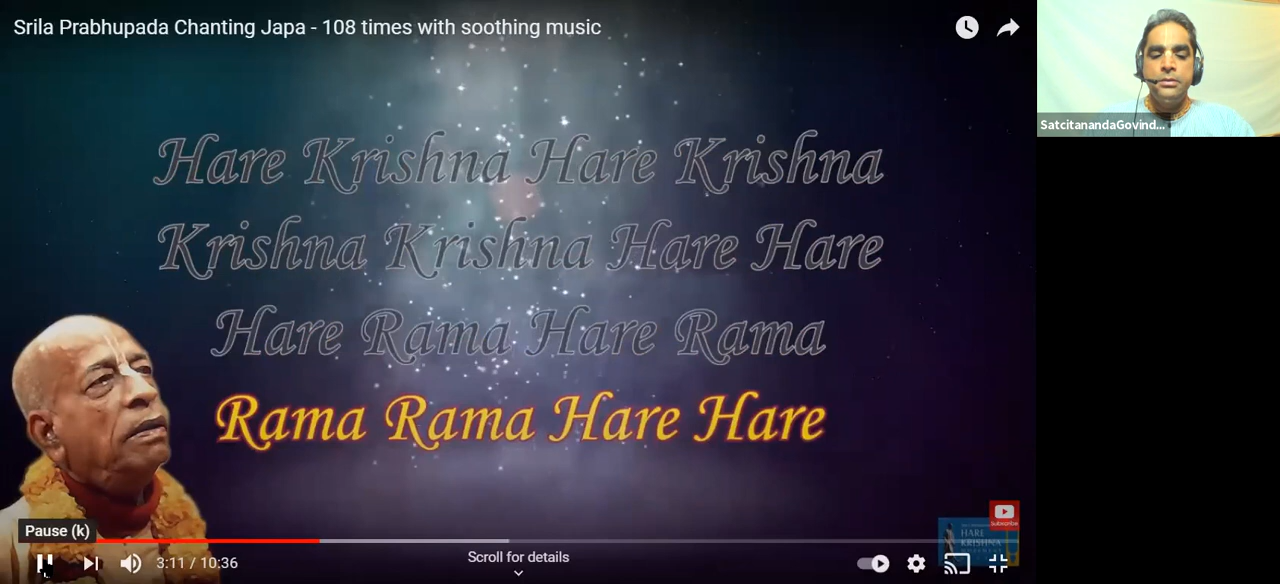 Srila Prabhupada Chanting Japa - 108 times with soothing music
SatcitanandaGovind...
Hare Krishna Hare Krishna
Krishna Krishna Hare Hare
Hare Rama Hare Rama
Rama Rama Hare Hare
Subscribe
HARE
KRISHNA
Pause (k)
3:11 / 10:36
Scroll for details